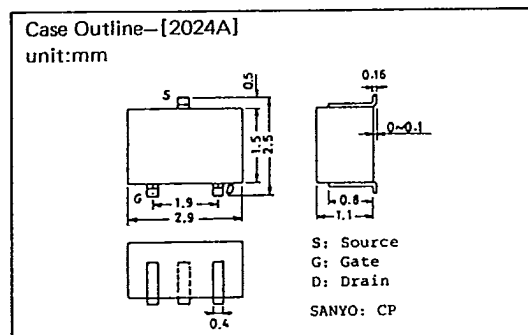 Case Outline–[2024A]
unit:mm
0.5
0.16
S
1.5
2.5
0~0.1
G
D
1.9
2.9
0.8
1.1
S: Source
G: Gate
D: Drain
SANYO: CP
0.4